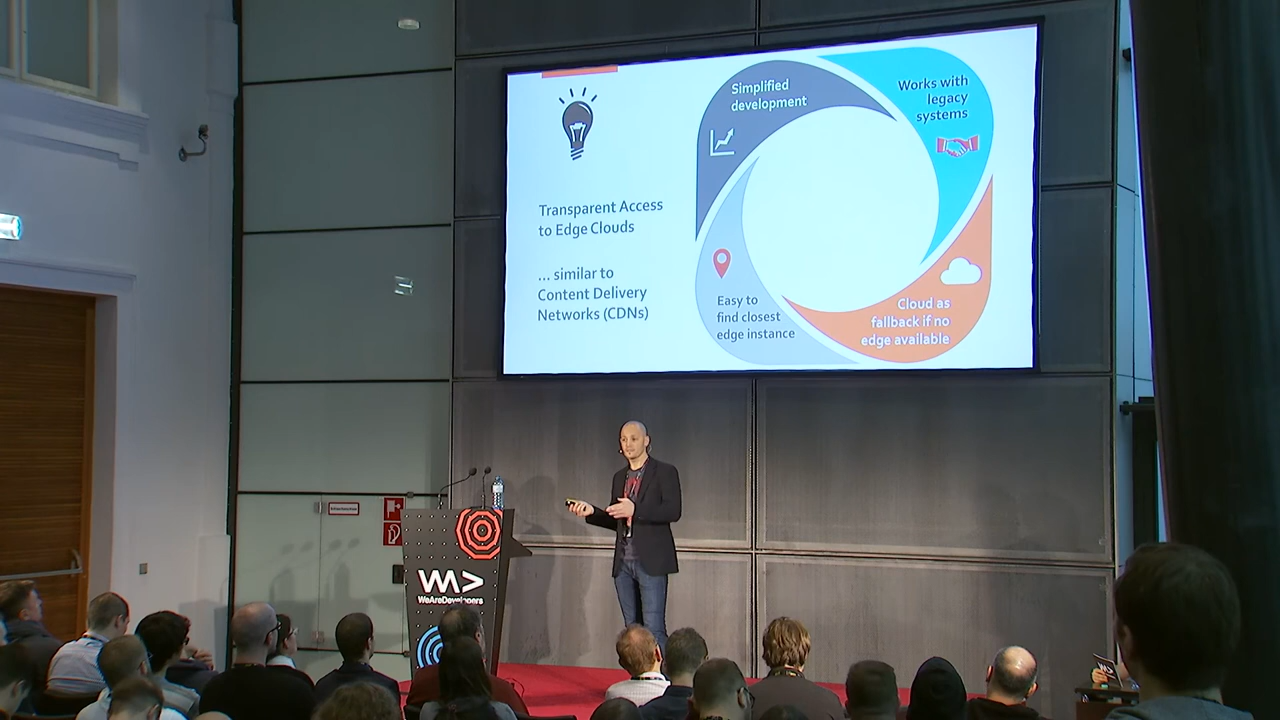 Transparent Access
to Edge Clouds
... similar to
Content Delivery
Networks (CDNs)
Simplified
development
Works with
legacy
systems
Easy to
find closest
edge instance
Cloud as
fallback if no
edge available
WeAreDevelopers